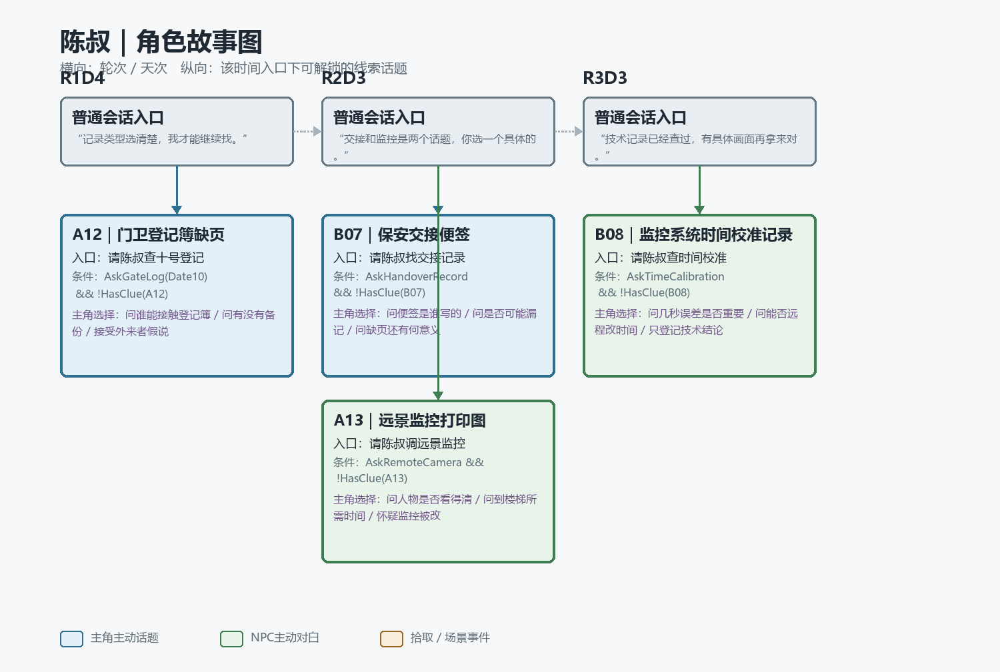 陈叔 | 角色故事图
横向：轮次 / 天次　纵向：该时间入口下可解锁的线索话题
R1D4
普通会话入口
“记录类型选清楚，我才能继续找。”
A12 | 门卫登记簿缺页
入口：请陈叔查十号登记
条件：AskGateLog(Date10)
&& !HasClue(A12)
主角选择：问谁能接触登记簿 / 问有没有备
份 / 接受外来者假说
R2D3
普通会话入口
“交接和监控是两个话题，你选一个具体的
。”
B07 | 保安交接便签
入口：请陈叔找交接记录
条件：AskHandoverRecord
&& !HasClue(B07)
主角选择：问便签是谁写的 / 问是否可能漏
记 / 问缺页还有何意义
A13 | 远景监控打印图
入口：请陈叔调远景监控
条件：AskRemoteCamera &&
!HasClue(A13)
主角选择：问人物是否看得清 / 问到楼梯所
需时间 / 怀疑监控被改
R3D3
普通会话入口
“技术记录已经查过，有具体画面再拿来对
。”
B08 | 监控系统时间校准记录
入口：请陈叔查时间校准
条件：AskTimeCalibration
&& !HasClue(B08)
主角选择：问几秒误差是否重要 / 问能否远
程改时间 / 只登记技术结论
主角主动话题
NPC主动对白
拾取 / 场景事件